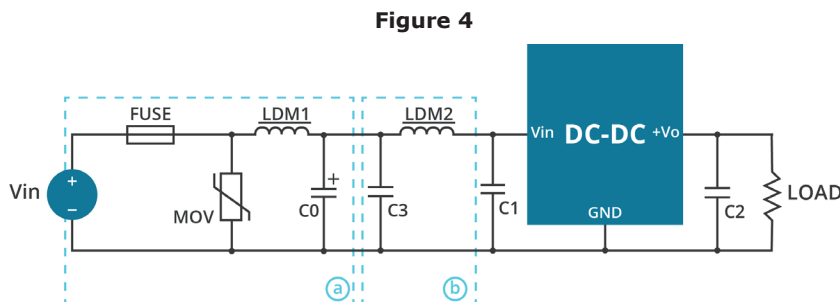 Figure 4
FUSE
LDM1
LDM2
Vin
DC-DC
+Vo
Vin
+
−
MOV
+
C0
C3
C1
C2
LOAD
GND
a
b